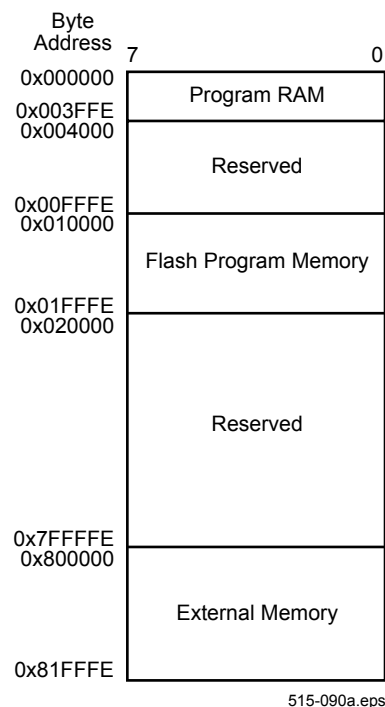 Byte
Address
7 0
0x000000
Program RAM
0x003FFE
0x004000
Reserved
0x00FFFE
0x010000
Flash Program Memory
0x01FFFE
0x020000
Reserved
0x7FFFFE
0x800000
External Memory
0x81FFFE
515-090a.eps